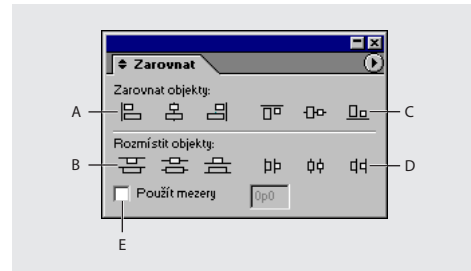 Zarovnat
Zarovnat objekty:
A
C
Rozmístit objekty:
B
D
Použít mezery
0p0
E